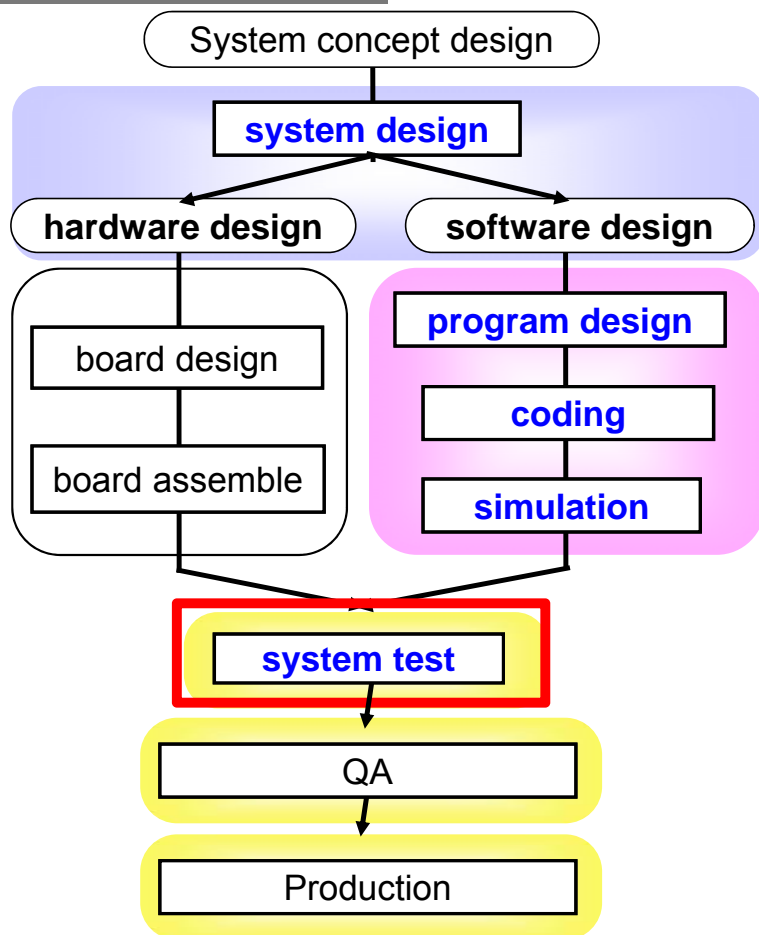 System concept design
system design
hardware design
software design
board design
board assemble
program design
coding
simulation
system test
QA
Production